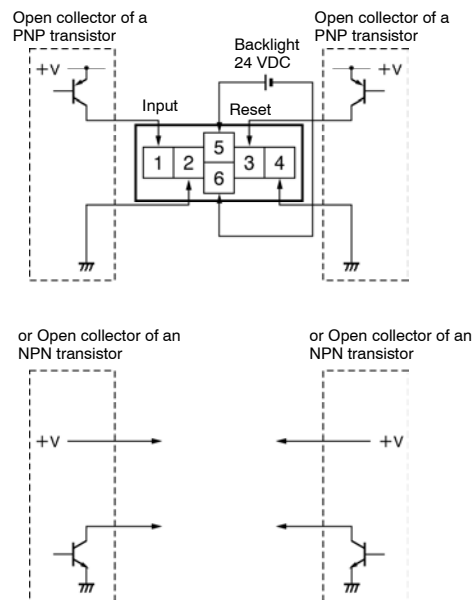 Open collector of a
PNP transistor
Open collector of a
PNP transistor
Backlight
24 VDC
+V
+V
Input
Reset
1 2 5 3 4
6
or Open collector of an
NPN transistor
or Open collector of an
NPN transistor
+V
+V